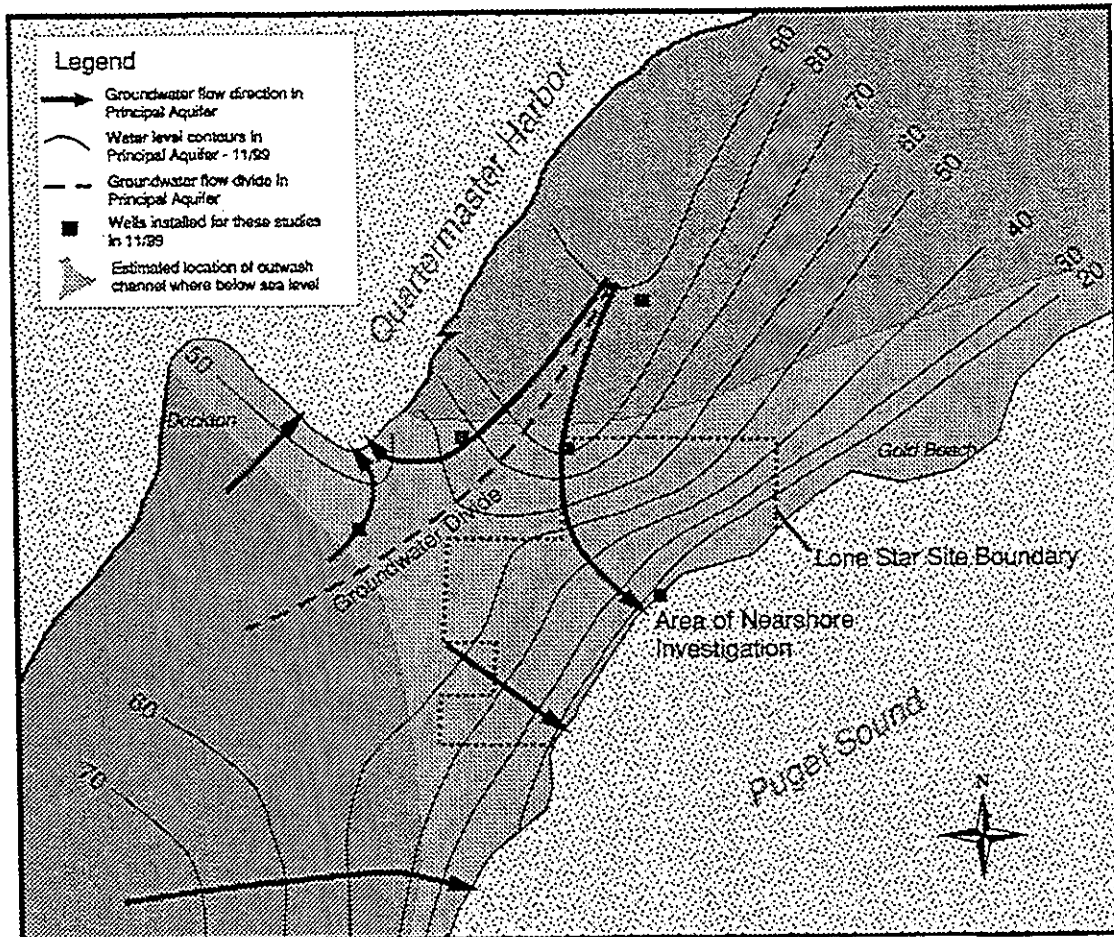 Legend
Groundwater flow direction in
Principal Aquifer
Water level contours in
Principal Aquifer - 11/99
Groundwater flow divide in
Principal Aquifer
Wells installed for these studies
in 11/99
Estimated location of outwash
channel where below sea level
Quartermaster Harbor
90
80
70
60
50
40
30
20
50
Dockton
Gold Beach
Groundwater Divide
Lone Star Site Boundary
Area of Nearshore
Investigation
Puget Sound
N
70